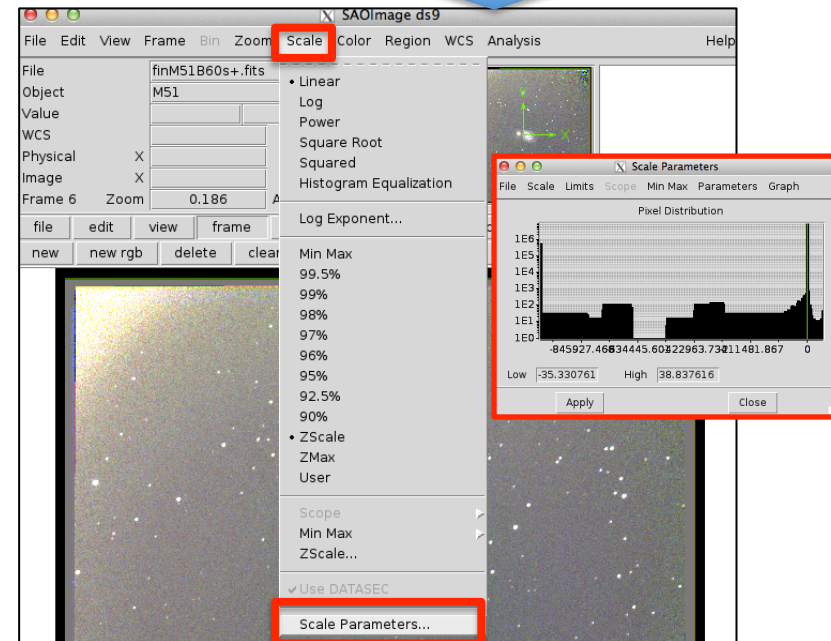 SAOImage ds9
File Edit View Frame Bin Zoom Scale Color Region WCS Analysis Help
File finM51B60s+.fits
Object M51
Value
WCS
Physical X
Image X
Frame 6 Zoom 0.186
file edit view frame
new new rgb delete clear
• Linear
Log
Power
Square Root
Squared
Histogram Equalization
Log Exponent...
Min Max
99.5%
99%
98%
97%
96%
95%
92.5%
90%
• ZScale
ZMax
User
Scope
Min Max
ZScale...
✓Use DATASEC
Scale Parameters...
Y
X
Scale Parameters
File Scale Limits Scope Min Max Parameters Graph
Pixel Distribution
1E6
1E5
1E4
1E3
1E2
1E1
1E0
0
Low -35.330761 High 38.837616
Apply Close